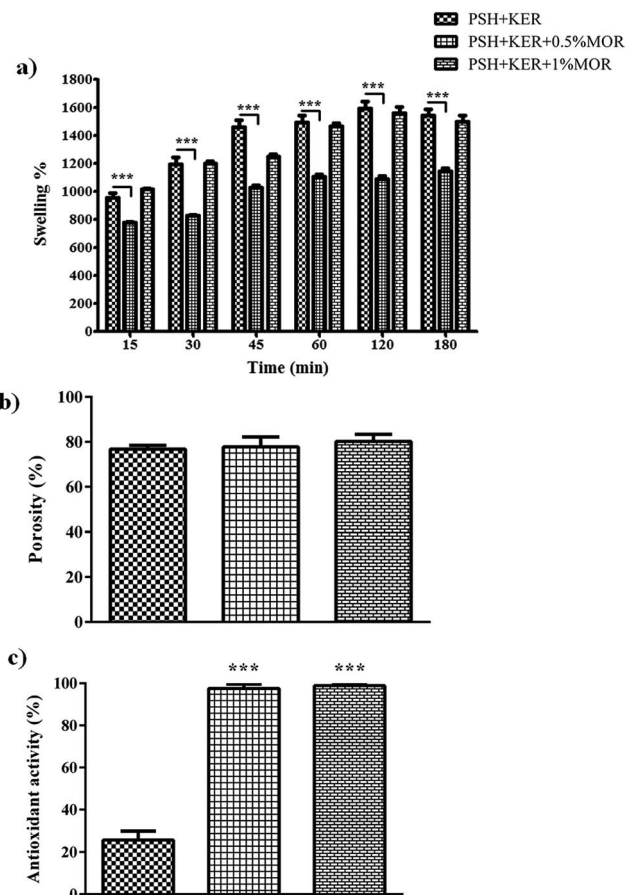 PSH+KER
PSH+KER+0.5%MOR
PSH+KER+1%MOR
a)
Swelling %
1800
1600
1400
1200
1000
800
600
400
200
0
***
***
***
***
***
***
15 30 45 60 120 180
Time (min)
b)
Porosity (%)
100
80
60
40
20
0
c)
Antioxidant activity (%)
100
80
60
40
20
0
***
***